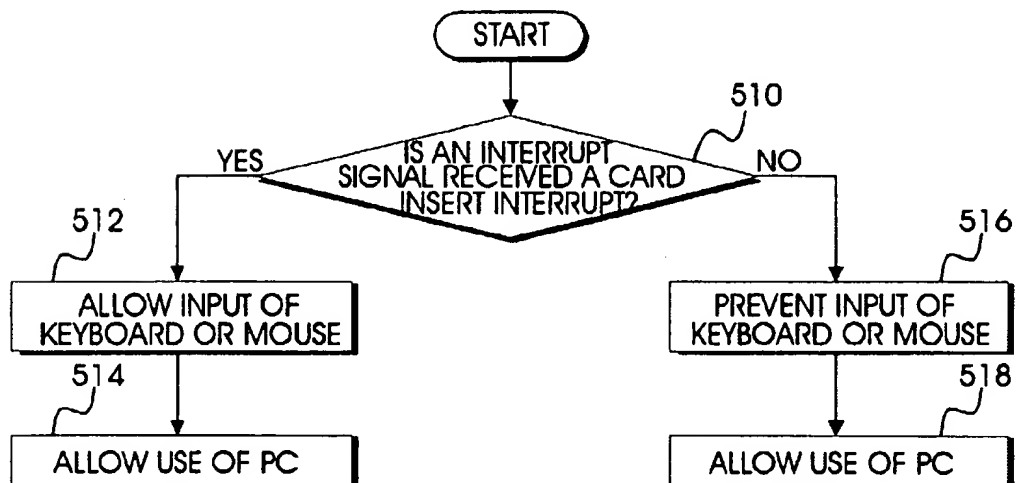 START
510
IS AN INTERRUPT
SIGNAL RECEIVED A CARD
INSERT INTERRUPT?
YES
NO
512
516
ALLOW INPUT OF
KEYBOARD OR MOUSE
PREVENT INPUT OF
KEYBOARD OR MOUSE
514
518
ALLOW USE OF PC
ALLOW USE OF PC